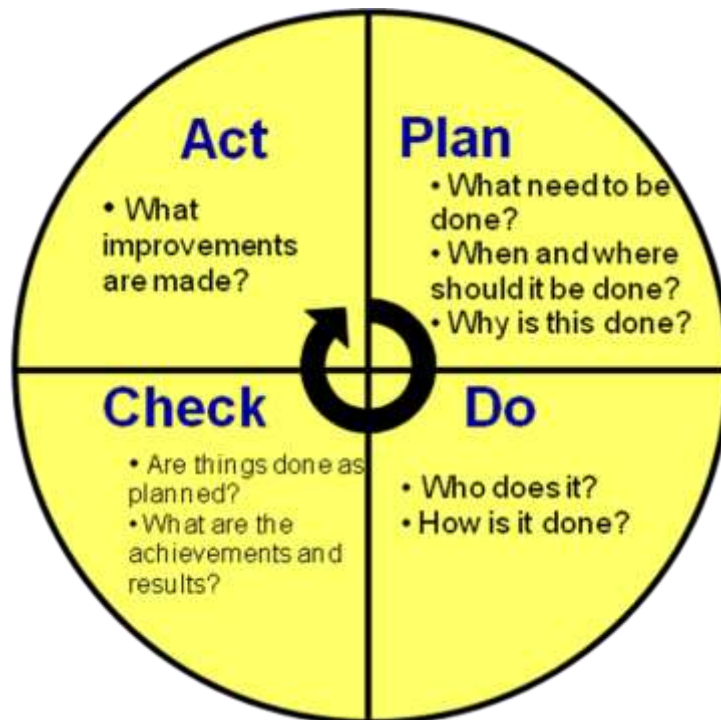 Act
• What
improvements
are made?
Plan
• What need to be
done?
• When and where
should it be done?
• Why is this done?
Check
• Are things done as
planned?
• What are the
achievements and
results?
Do
• Who does it?
• How is it done?